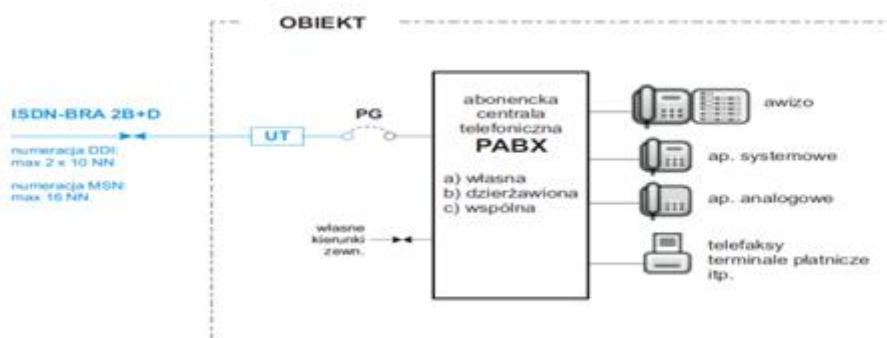 OBIEKT
ISDN-BRA 2B+D
numeracja DDI:
max 2 x 10 NN
numeracja MSN:
max 16 NN
UT
PG
własne
kierunki
zewn.
abonencka
centrala
telefoniczna
PABX
a) własna
b) dzierżawiona
c) wspólna
awizo
ap. systemowe
ap. analogowe
telefaksy
terminale płatnicze
itp.